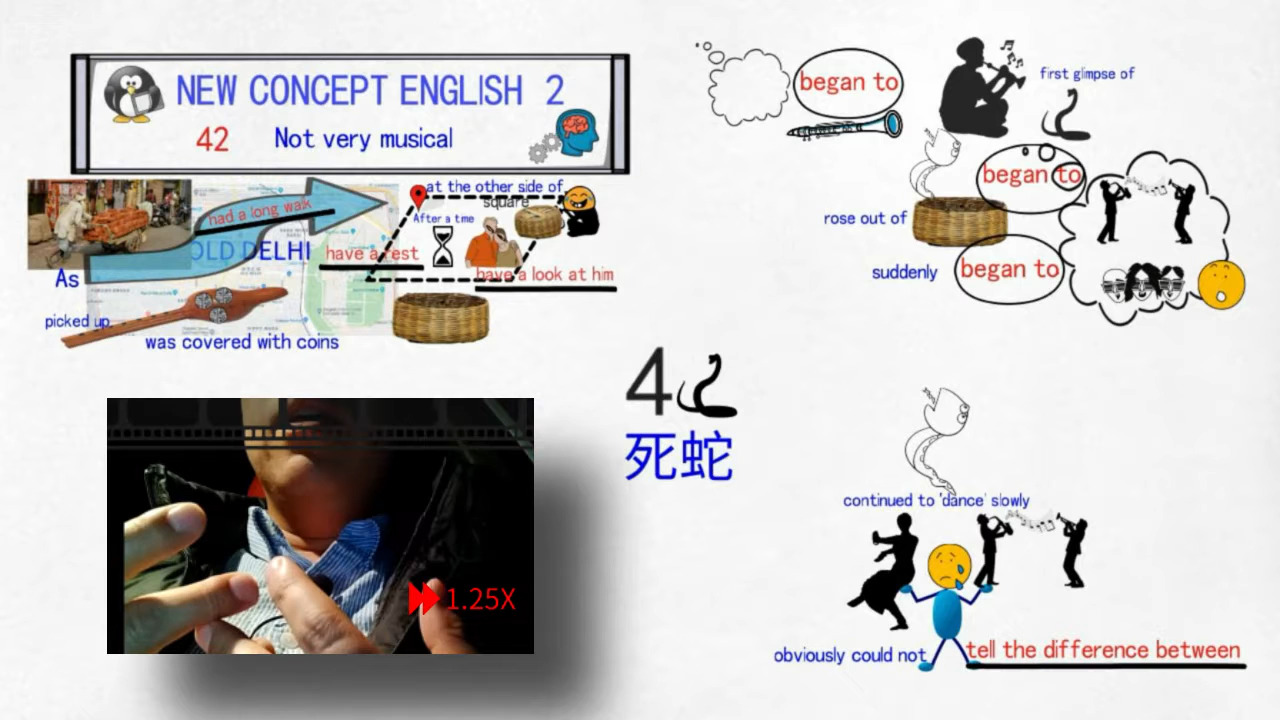 NEW CONCEPT ENGLISH 2
42 Not very musical
had a long walk
at the other side of
square
After a tme
OLD DELHI
have a rest
have a look at him
As
picked up
was covered with coins
began to
first glimpse of
began to
rose out of
suddenly
began to
4
死蛇
1.25X
continued to 'dance' slowly
obviously could not
tell the difference between